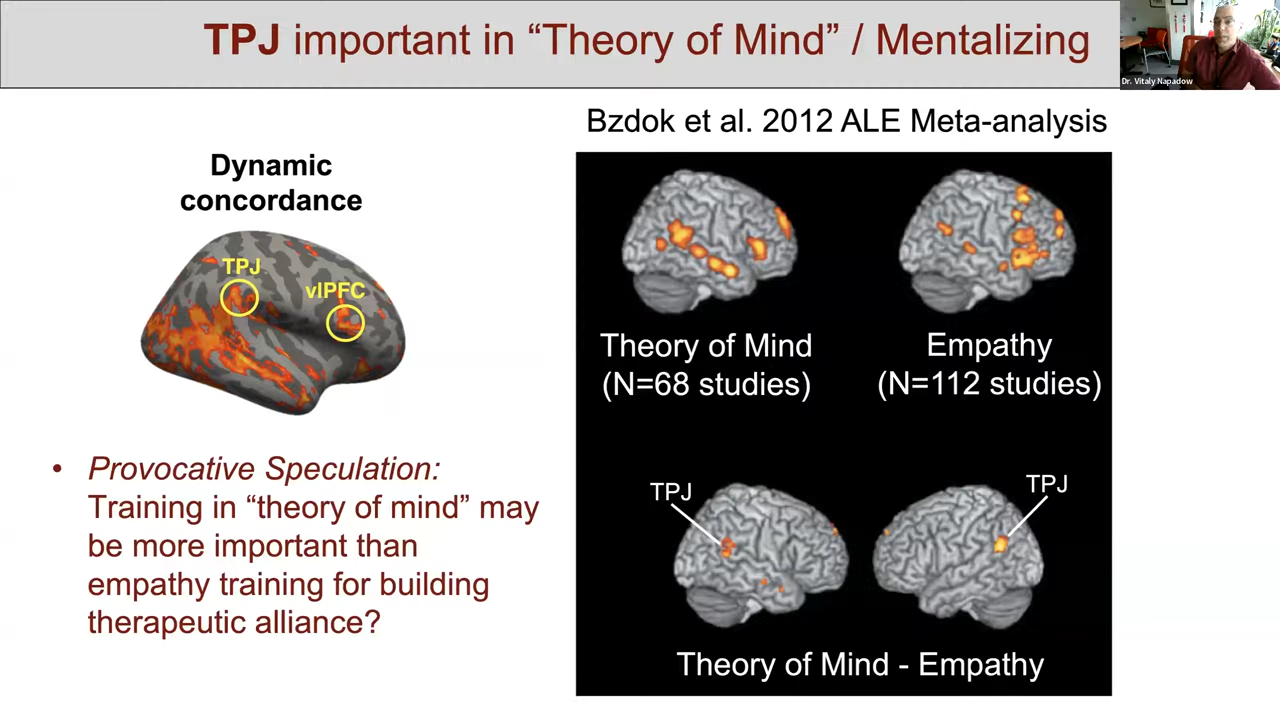 TPJ important in “Theory of Mind” / Mentalizing
Dr. Vitaly Napadow
Dynamic
concordance
TPJ
vlPFC
• Provocative Speculation:
Training in “theory of mind” may
be more important than
empathy training for building
therapeutic alliance?
Bzdok et al. 2012 ALE Meta-analysis
Theory of Mind
(N=68 studies)
Empathy
(N=112 studies)
TPJ
TPJ
Theory of Mind - Empathy